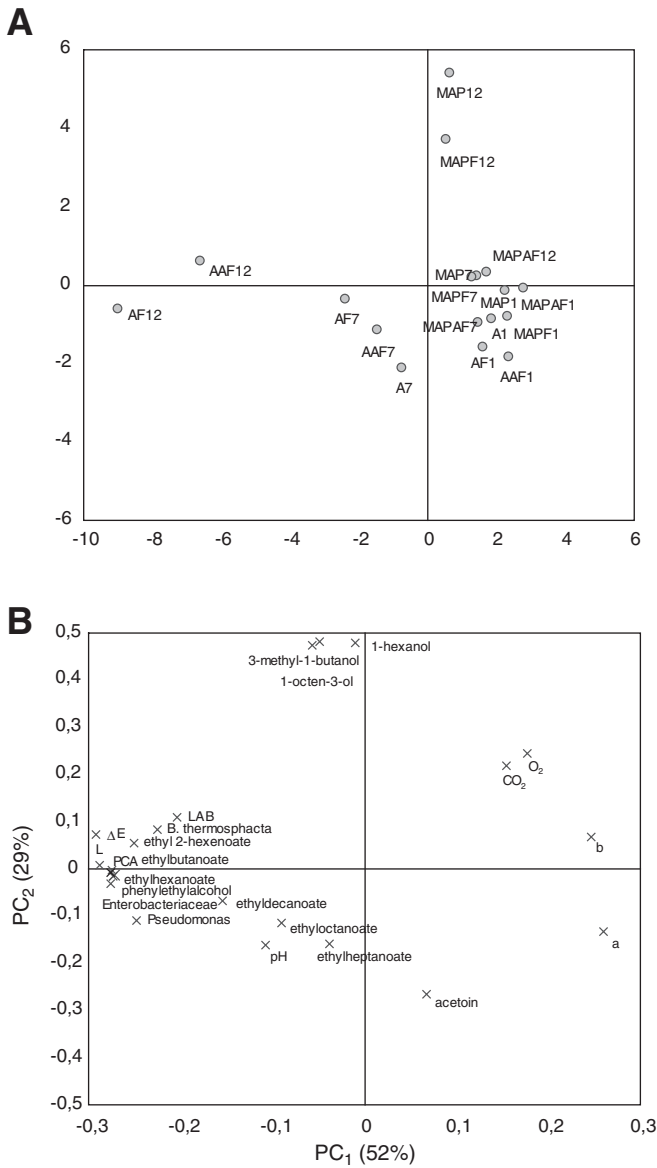 A
6
MAP12
4
MAPF12
2
AAF12
MAPAF12
MAP7
0
AF12
AF7
MAPF7
MAP1
MAPAF1
AAF7
MAPAF7
A1
MAPF1
-2
A7
AF1
AAF1
-4
-6
-10
-8
-6
-4
-2
0
2
4
6
B
0,5
1-hexanol
3-methyl-1-butanol
1-octen-3-ol
0,4
0,3
O₂
CO₂
0,2
0,1
LAB
B. thermosphacta
ΔE
ethyl 2-hexenoate
L
b
PCA ethylbutanoate
0
ethylhexanoate
phenylethylalcohol
Enterobacteriaceae
ethyldecanoate
-0,1
Pseudomonas
ethyloctanoate
pH
ethylheptanoate
a
-0,2
acetoin
-0,3
-0,4
-0,5
-0,3
-0,2
-0,1
0
0,1
0,2
0,3
PC₂ (29%)
PC₁ (52%)